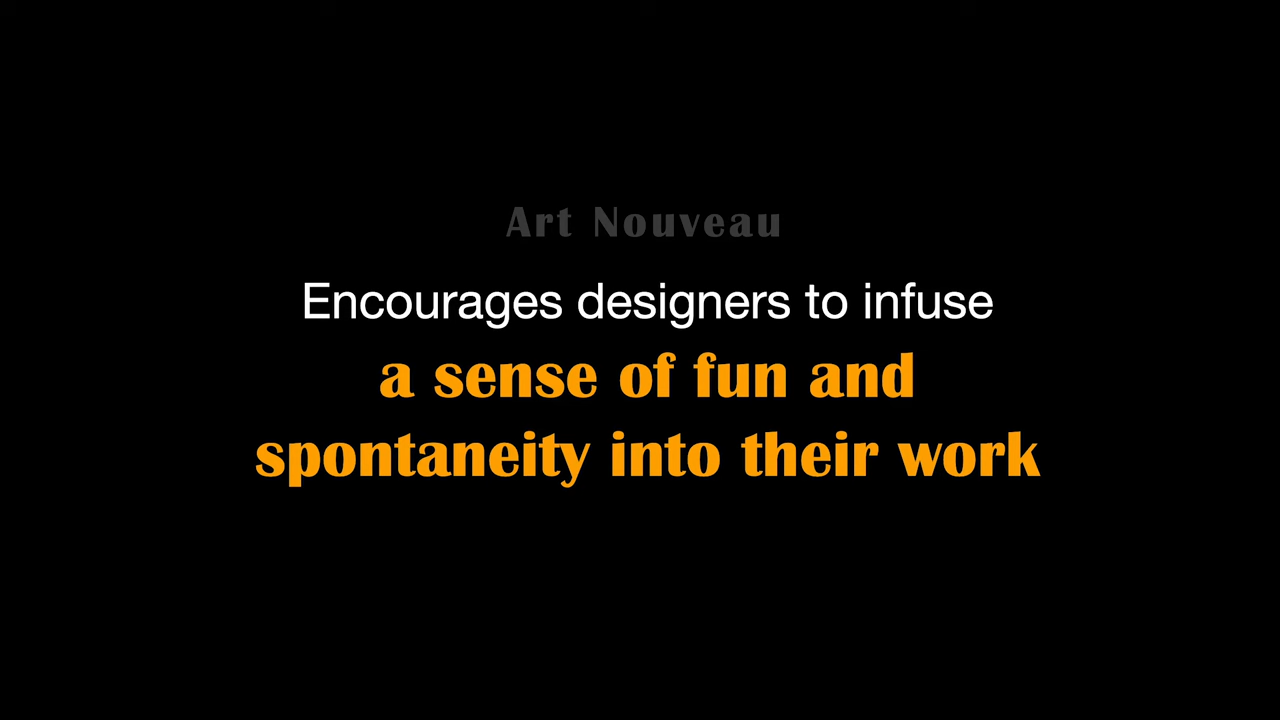 Art Nouveau
Encourages designers to infuse
a sense of fun and
spontaneity into their work